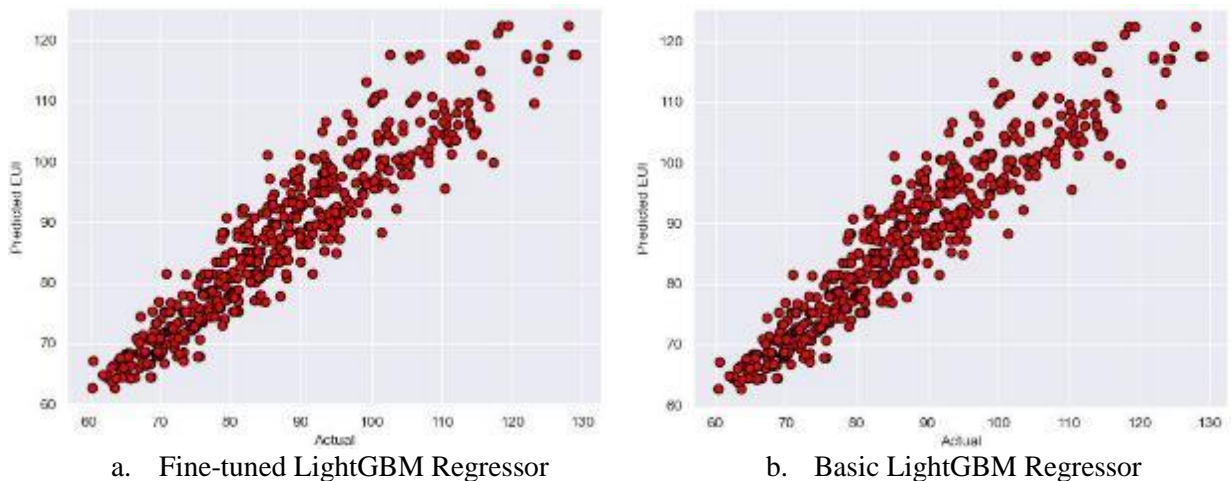 120
110
100
90
80
70
60
Predicted EUI
60 70 80 90 100 110 120 130
Actual
120
110
100
90
80
70
60
Predicted EUI
60 70 80 90 100 110 120 130
Actual
a. Fine-tuned LightGBM Regressor
b. Basic LightGBM Regressor